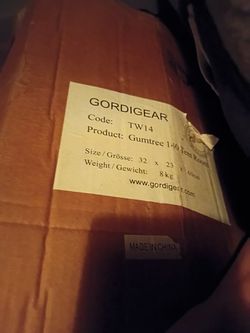 GORDIGEAR
Code: TW14
Product: Gumtree Tent
Size / Grösse: 32 x 23
Weight / Gewicht: 8 kg
www.gordigear.com
MADE IN CHINA